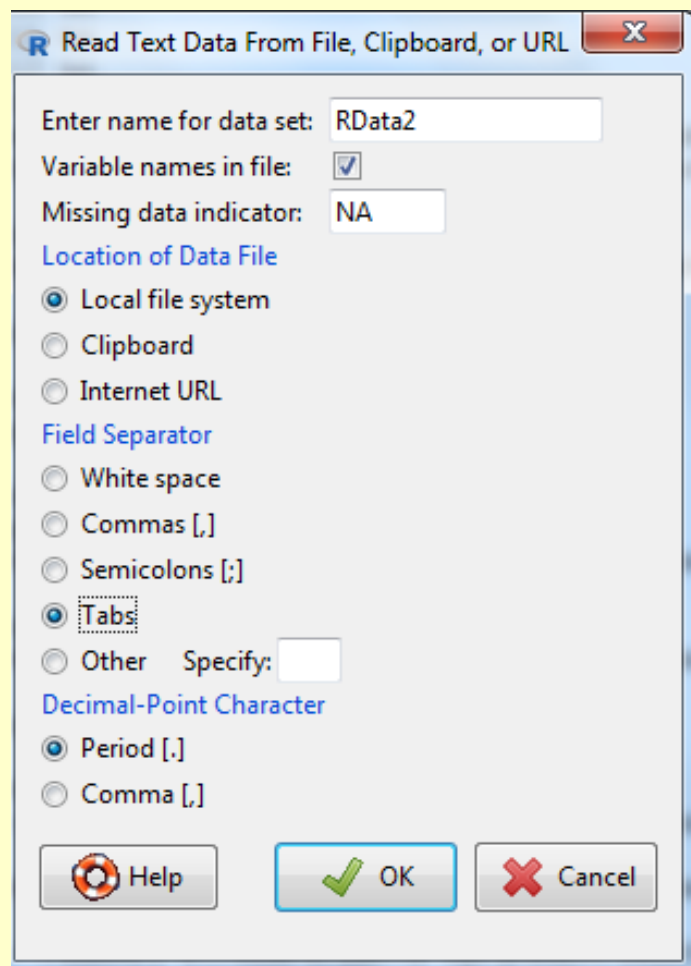 R Read Text Data From File, Clipboard, or URL x
Enter name for data set: RData2
Variable names in file:
Missing data indicator: NA
Location of Data File
Local file system
Clipboard
Internet URL
Field Separator
White space
Commas [,]
Semicolons [;]
Tabs
Other Specify:
Decimal-Point Character
Period [.]
Comma [,]
Help OK Cancel